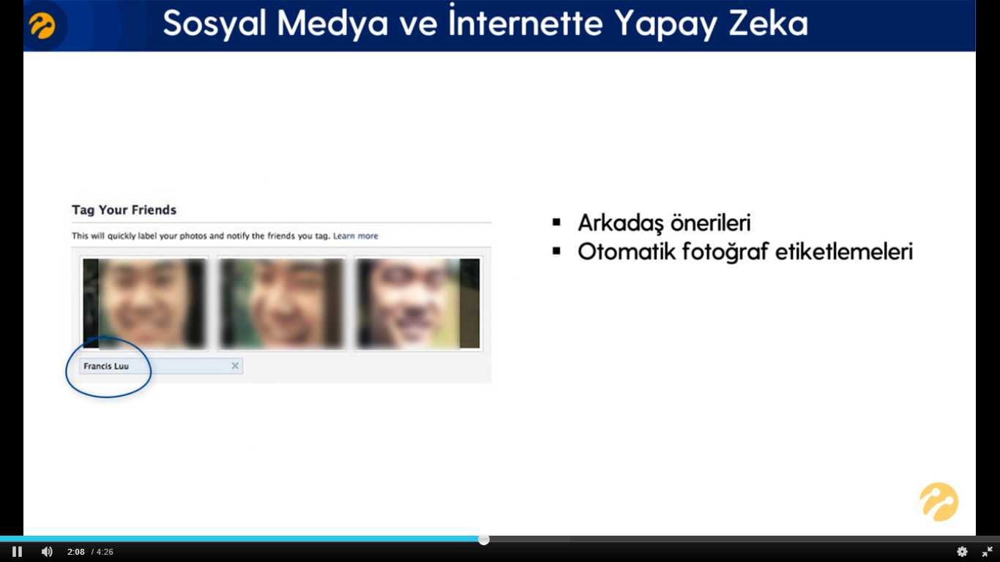 Sosyal Medya ve İnternette Yapay Zeka
Tag Your Friends
This will quickly label your photos and notify the friends you tag. Learn more
Francis Luu
▪ Arkadaş önerileri
▪ Otomatik fotoğraf etiketlemeleri
2:08 / 4:26